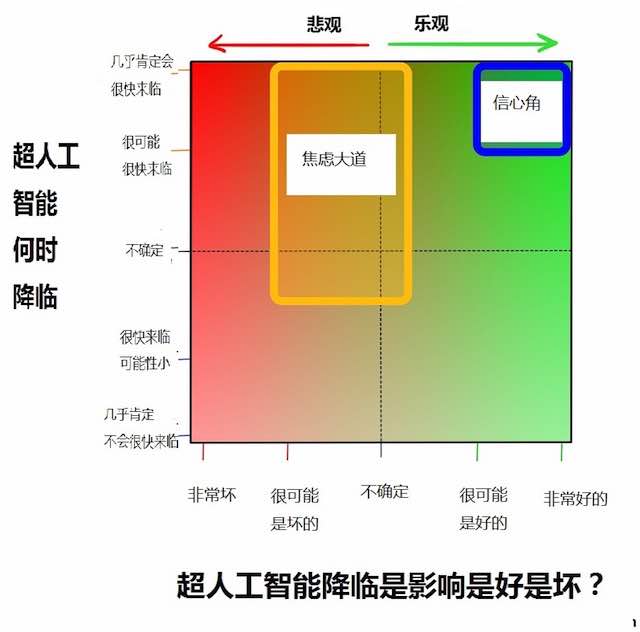 悲观
乐观
几乎肯定会
很快来临
信心角
很可能
很快来临
焦虑大道
超人工
智能
何时
降临
不确定
很快来临
可能性小
几乎肯定
不会很快来临
非常坏
很可能
是坏的
不确定
很可能
是好的
非常好的
超人工智能降临是影响是好是坏？